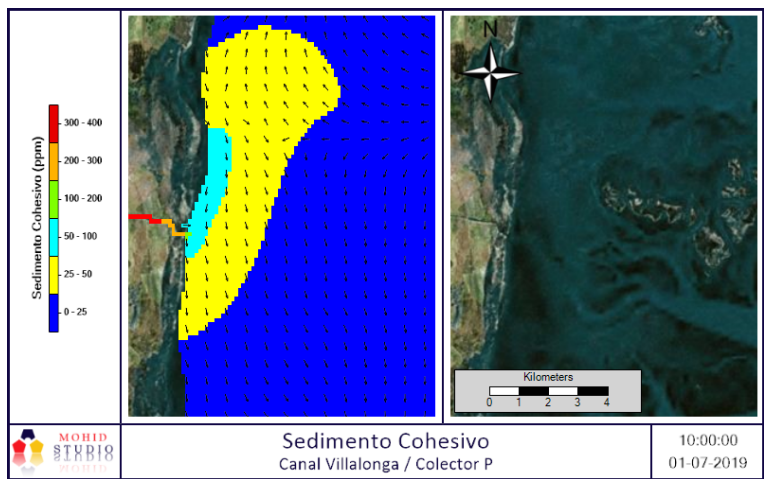 Sedimento Cohesivo (ppm)
300 - 400
200 - 300
100 - 200
50 - 100
25 - 50
0 - 25
N
Kilometers
0 1 2 3 4
MOHID
STUDIO
Sedimento Cohesivo
Canal Villalonga / Colector P
10:00:00
01-07-2019